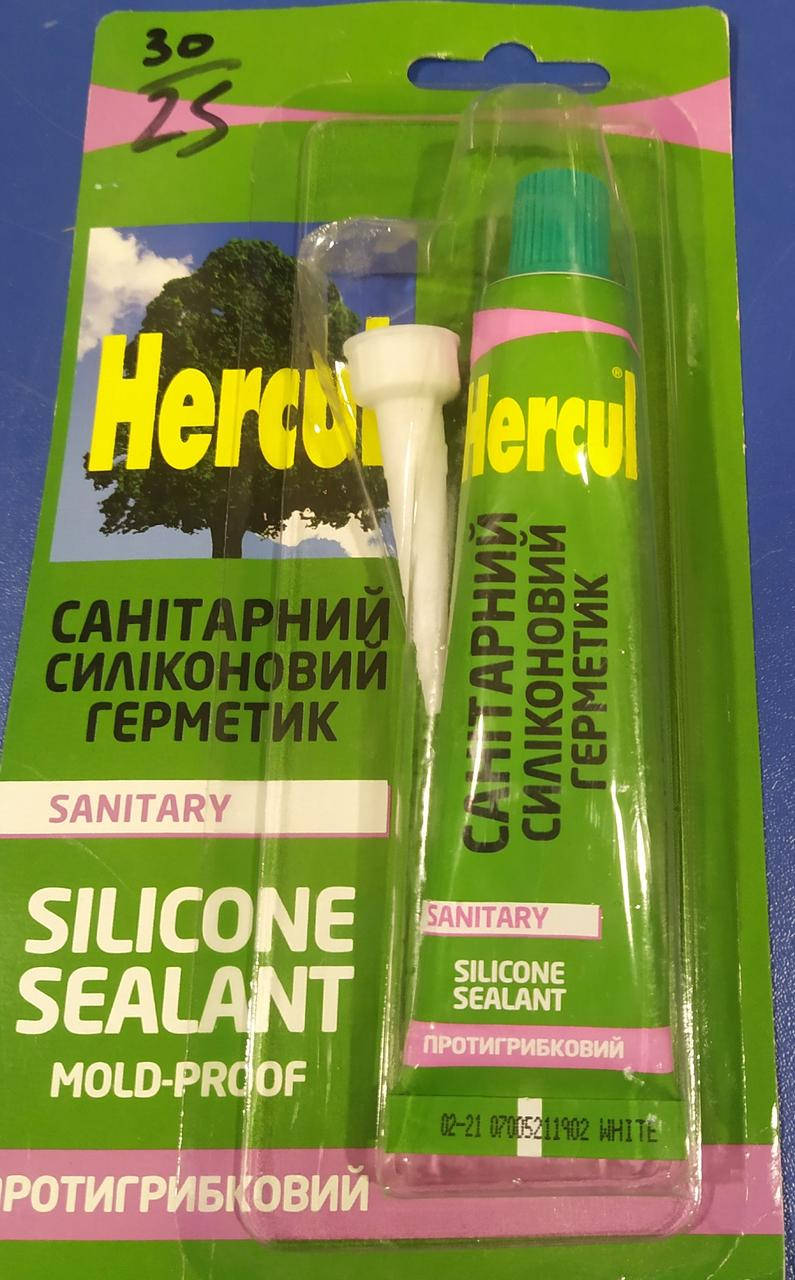 30
25
Hercul
САНІТАРНИЙ
СИЛІКОНОВИЙ
ГЕРМЕТИК
SANITARY
SILICONE
SEALANT
MOLD-PROOF
ПРОТИГРИБКОВИЙ
Hercul®
САНІТАРНИЙ
СИЛІКОНОВИЙ
ГЕРМЕТИК
SANITARY
SILICONE
SEALANT
ПРОТИГРИБКОВИЙ
02-21 07005211902 WHITE